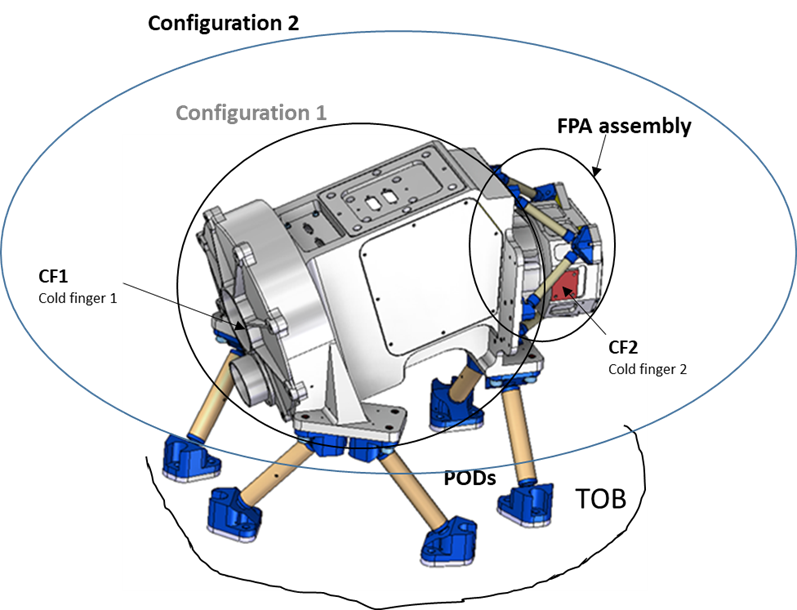 Configuration 2
Configuration 1
FPA assembly
CF1
Cold finger 1
CF2
Cold finger 2
PODs
TOB